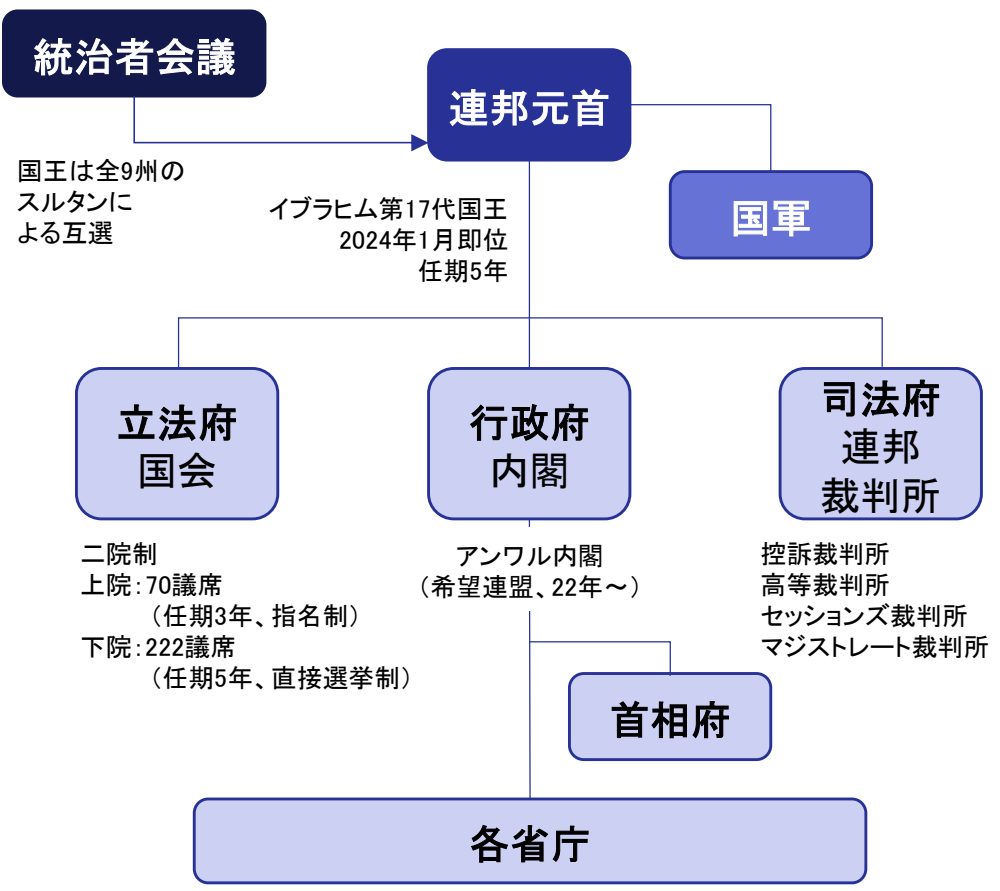 統治者会議
連邦元首
国王は全9州の
スルタンに
よる互選
イブラヒム第17代国王
2024年1月即位
任期5年
国軍
立法府
国会
行政府
内閣
司法府
連邦
裁判所
二院制
上院：70議席
（任期3年、指名制）
下院：222議席
（任期5年、直接選挙制）
アンワル内閣
（希望連盟、22年～）
控訴裁判所
高等裁判所
セッションズ裁判所
マジストレート裁判所
首相府
各省庁